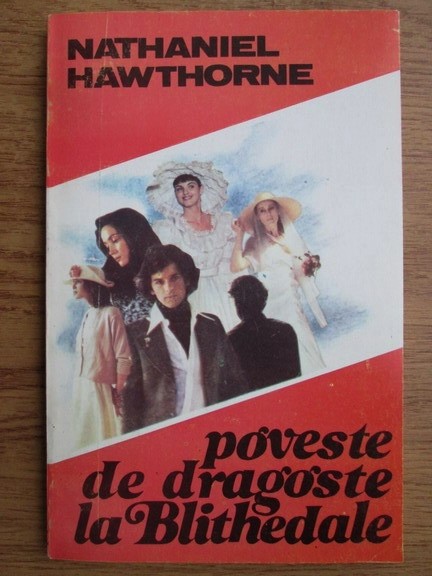 NATHANIEL
HAWTHORNE
poveste
de dragoste
la Blithedale